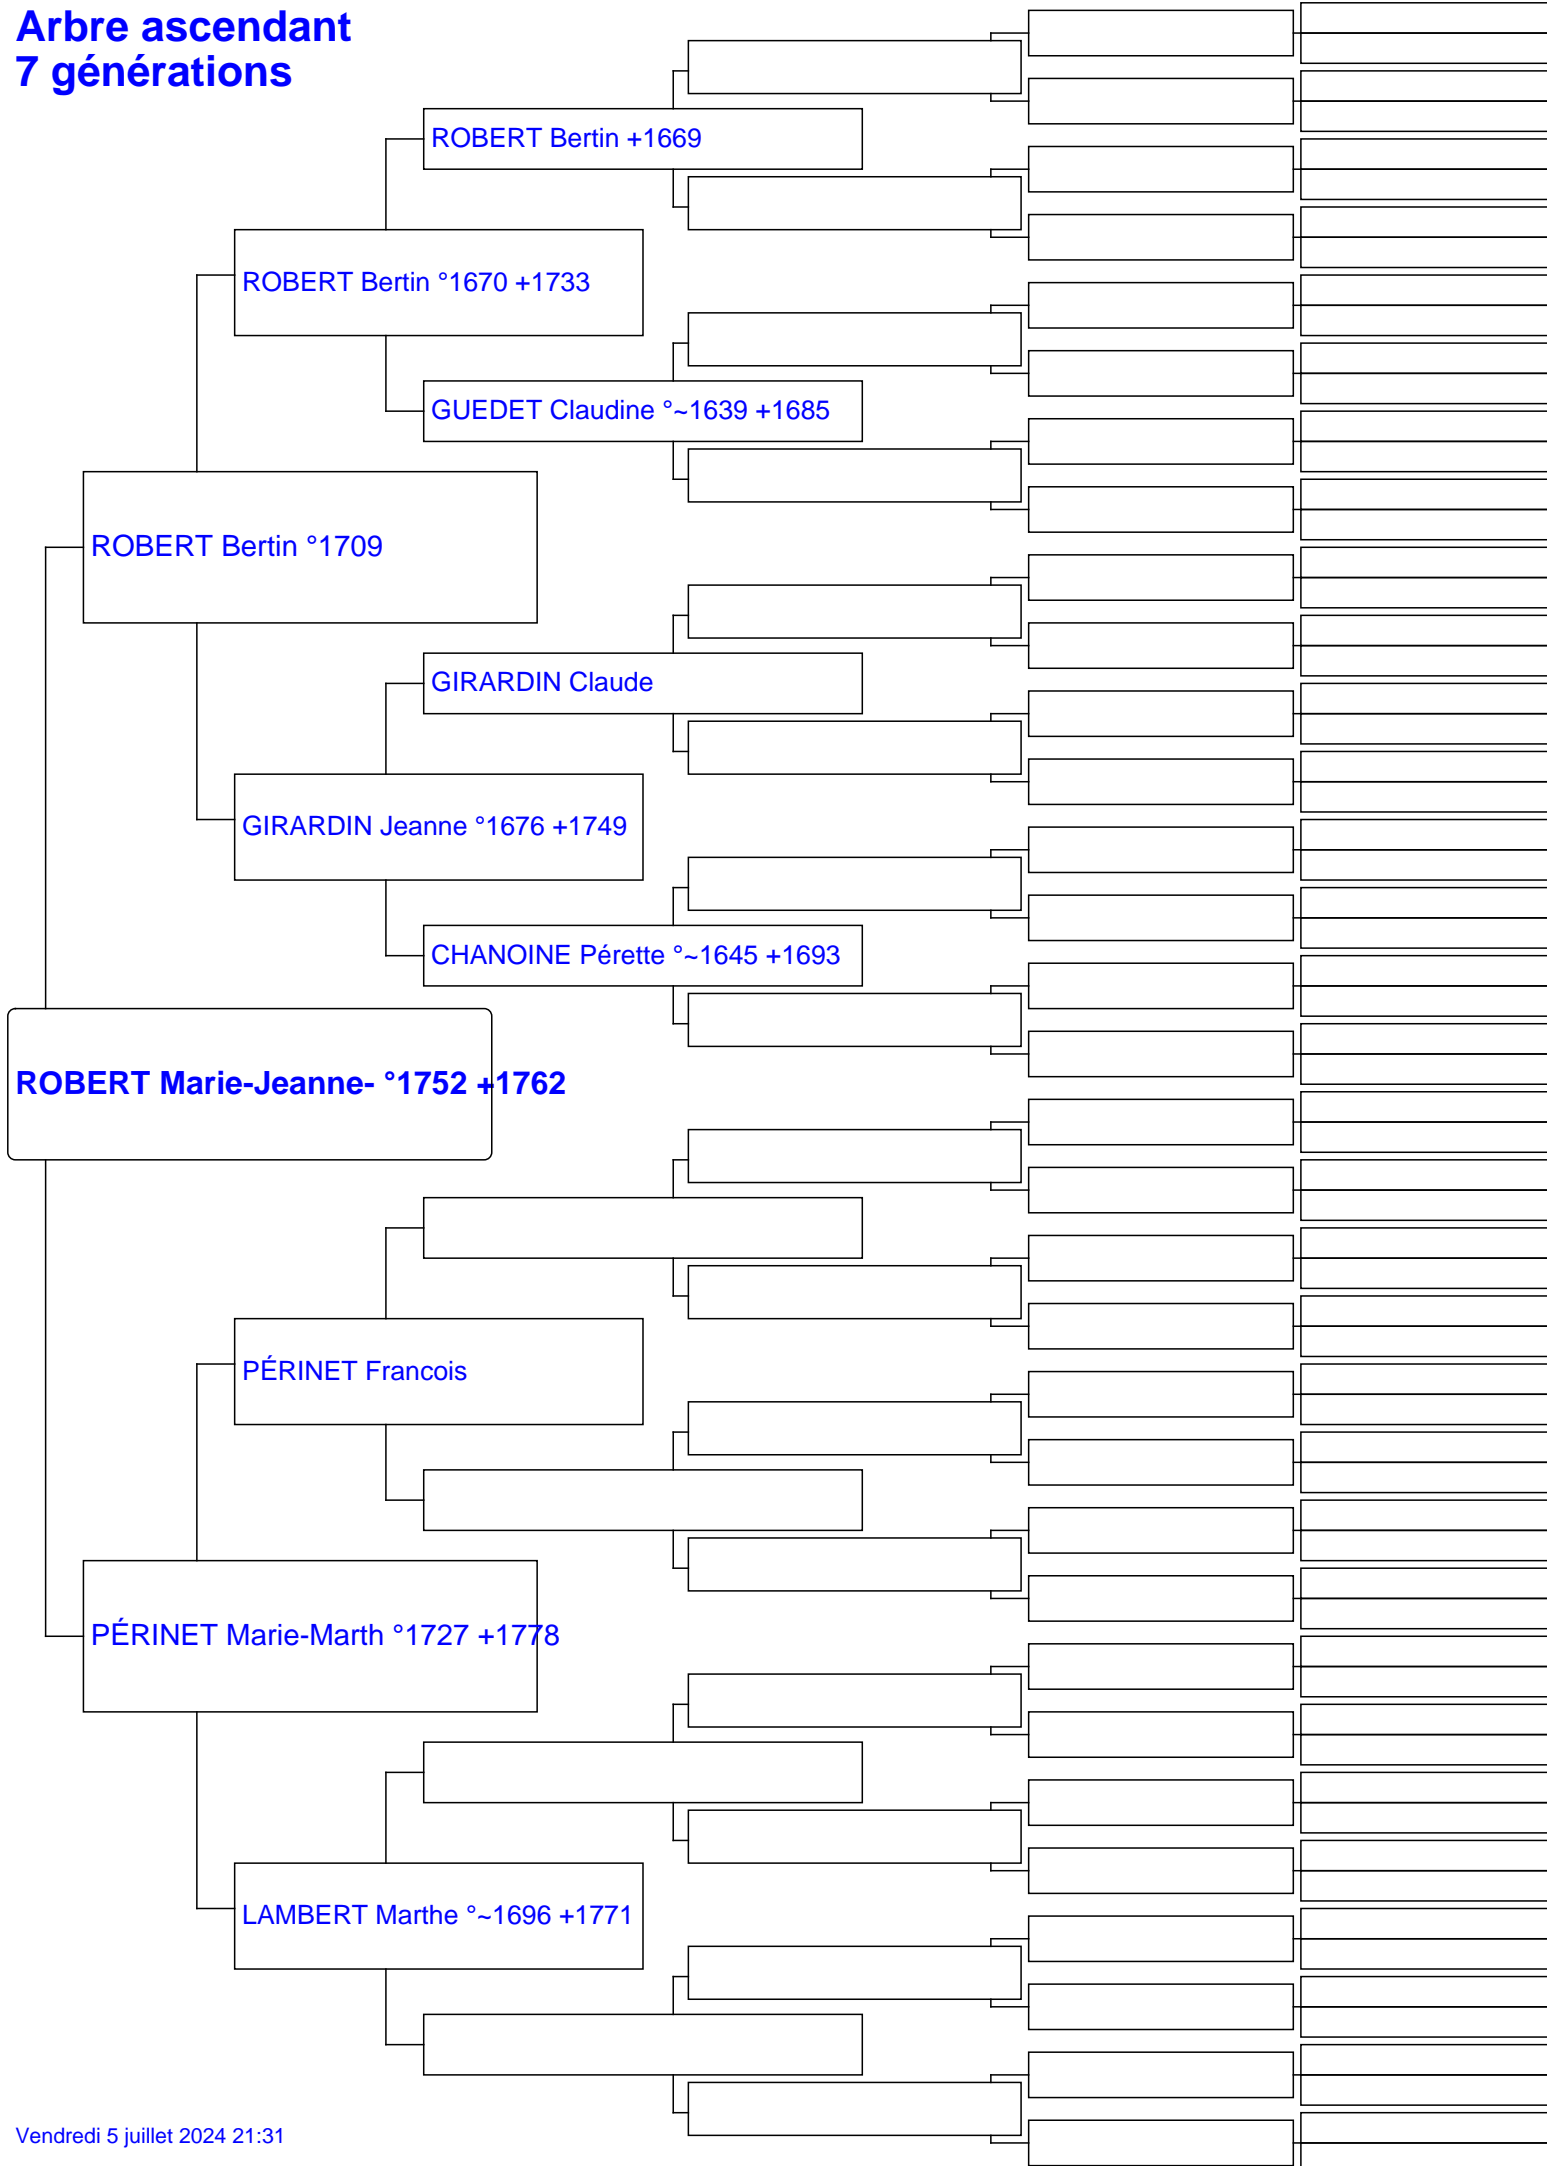 Arbre ascendant
7 générations
ROBERT Bertin +1669
ROBERT Bertin °1670 +1733
GUEDET Claudine °~1639 +1685
ROBERT Bertin °1709
GIRARDIN Claude
GIRARDIN Jeanne °1676 +1749
CHANOINE Pérette °~1645 +1693
ROBERT Marie-Jeanne- °1752 +1762
PÉRINET Francois
PÉRINET Marie-Marth °1727 +1778
LAMBERT Marthe °~1696 +1771
Vendredi 5 juillet 2024 21:31